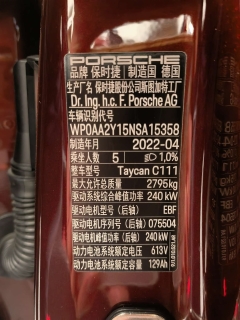 PORSCHE
品牌 保时捷 制造国 德国
生产厂名 保时捷股份公司斯图加特工厂
Dr. Ing. h.c. F. Porsche AG
车辆识别代号
WP0AA2Y15NSA15358
制造年月 2022-04
乘坐人数 5 1,0%
整车型号 Taycan C111
最大允许总质量 2795kg
驱动系统综合峰值功率 240 kW
驱动电机型号（后轴） EBF
驱动电机序列号（后轴） 075504
驱动电机峰值功率（后轴） 240 kW
动力电池系统额定电压 613V
动力电池系统额定容量 129Ah